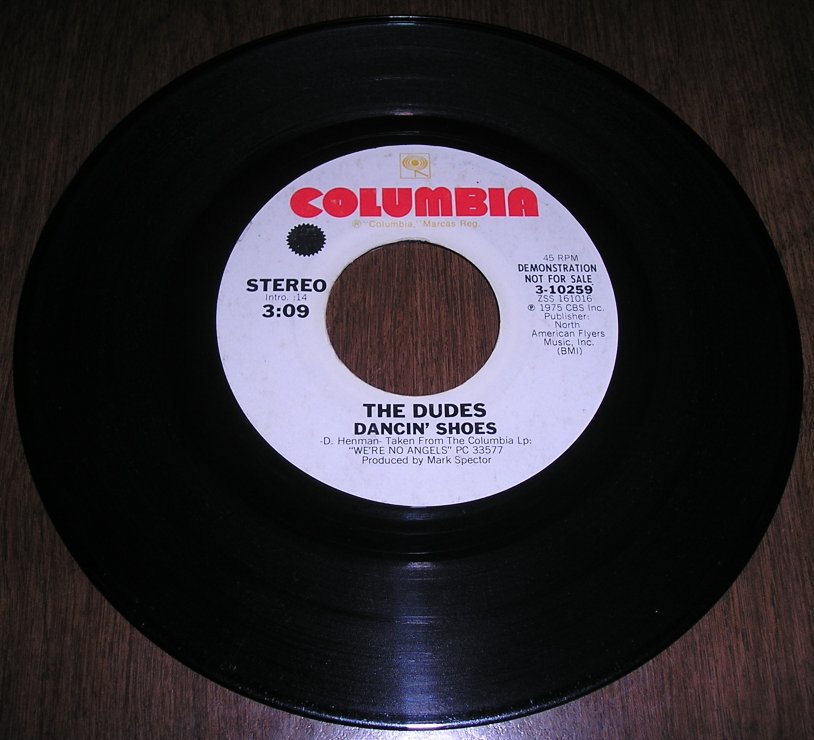 COLUMBIA
® "Columbia," Marcas Reg.
STEREO
Intro. :14
3:09
45 RPM
DEMONSTRATION
NOT FOR SALE
3-10259
ZSS 161016
℗ 1975 CBS Inc.
Publisher:
North
American Flyers
Music, Inc.
(BMI)
THE DUDES
DANCIN' SHOES
-D. Henman- Taken From The Columbia Lp:
"WE'RE NO ANGELS" PC 33577
Produced by Mark Spector